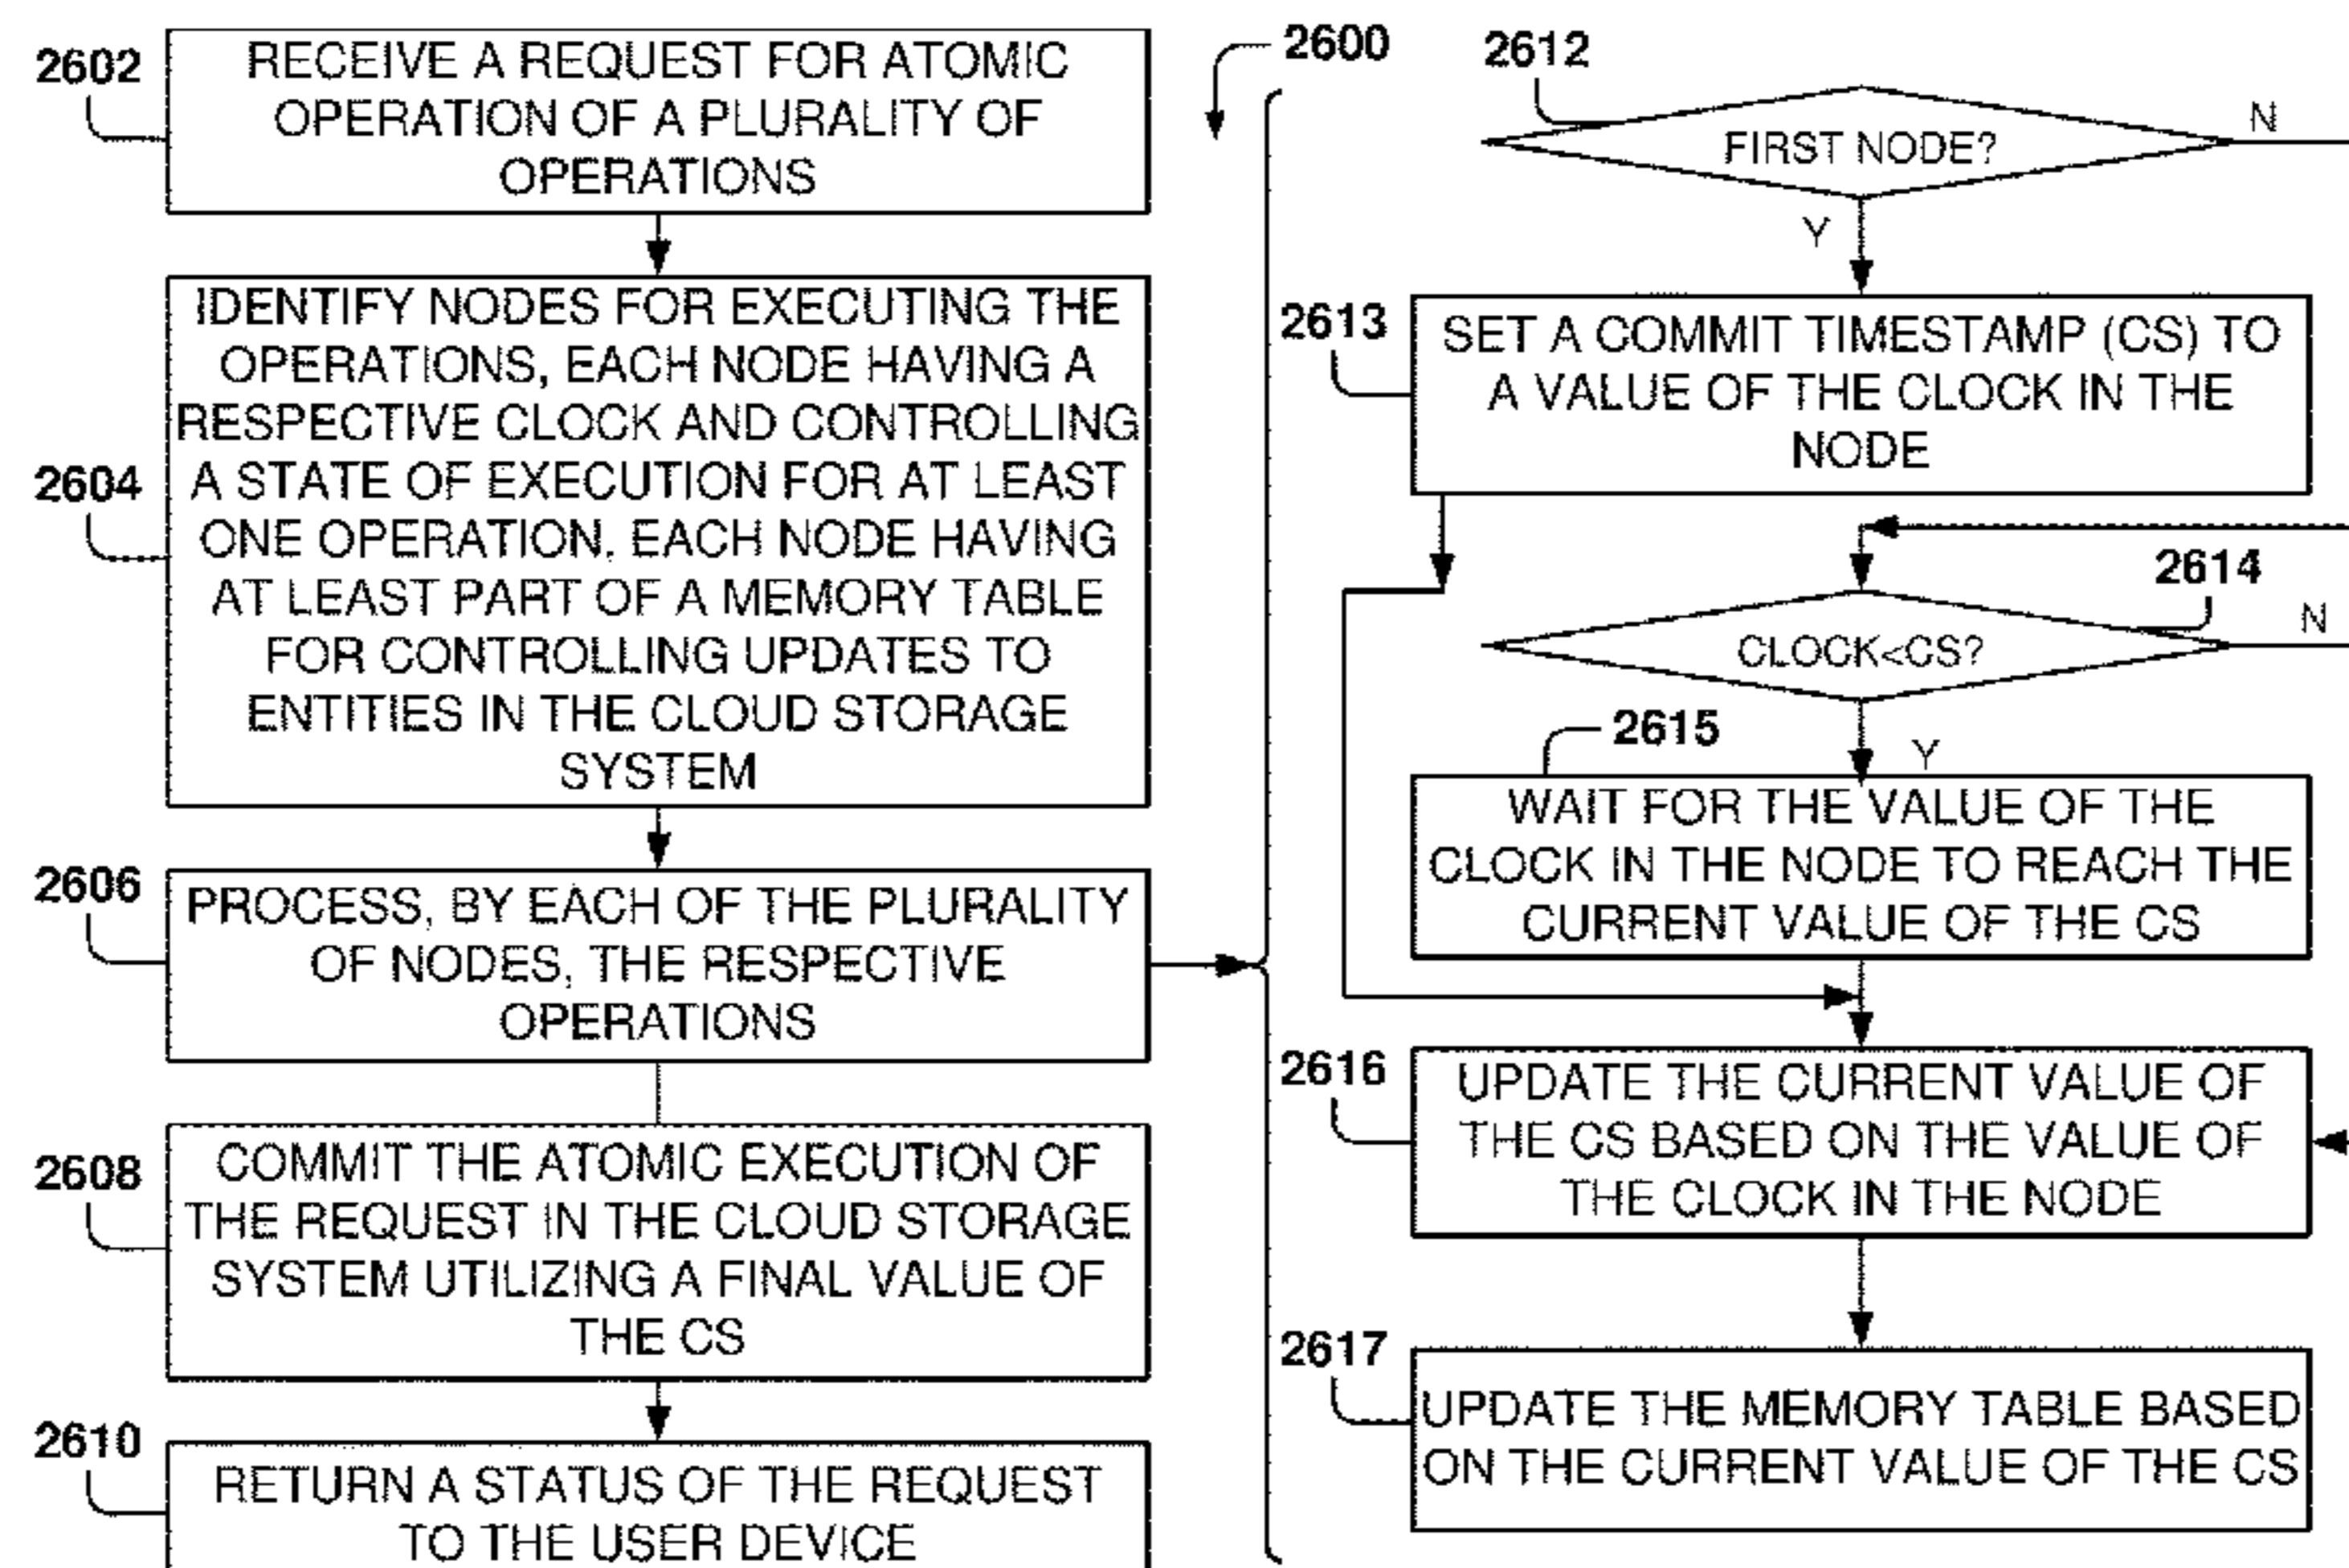 2602
RECEIVE A REQUEST FOR ATOMIC
OPERATION OF A PLURALITY OF
OPERATIONS
2604
IDENTIFY NODES FOR EXECUTING THE
OPERATIONS, EACH NODE HAVING A
RESPECTIVE CLOCK AND CONTROLLING
A STATE OF EXECUTION FOR AT LEAST
ONE OPERATION, EACH NODE HAVING
AT LEAST PART OF A MEMORY TABLE
FOR CONTROLLING UPDATES TO
ENTITIES IN THE CLOUD STORAGE
SYSTEM
2606
PROCESS, BY EACH OF THE PLURALITY
OF NODES, THE RESPECTIVE
OPERATIONS
2608
COMMIT THE ATOMIC EXECUTION OF
THE REQUEST IN THE CLOUD STORAGE
SYSTEM UTILIZING A FINAL VALUE OF
THE CS
2610
RETURN A STATUS OF THE REQUEST
TO THE USER DEVICE
2600
2612
FIRST NODE?
N
Y
2613
SET A COMMIT TIMESTAMP (CS) TO
A VALUE OF THE CLOCK IN THE
NODE
2614
CLOCK<CS?
N
Y
2615
WAIT FOR THE VALUE OF THE
CLOCK IN THE NODE TO REACH THE
CURRENT VALUE OF THE CS
2616
UPDATE THE CURRENT VALUE OF
THE CS BASED ON THE VALUE OF
THE CLOCK IN THE NODE
2617
UPDATE THE MEMORY TABLE BASED
ON THE CURRENT VALUE OF THE CS